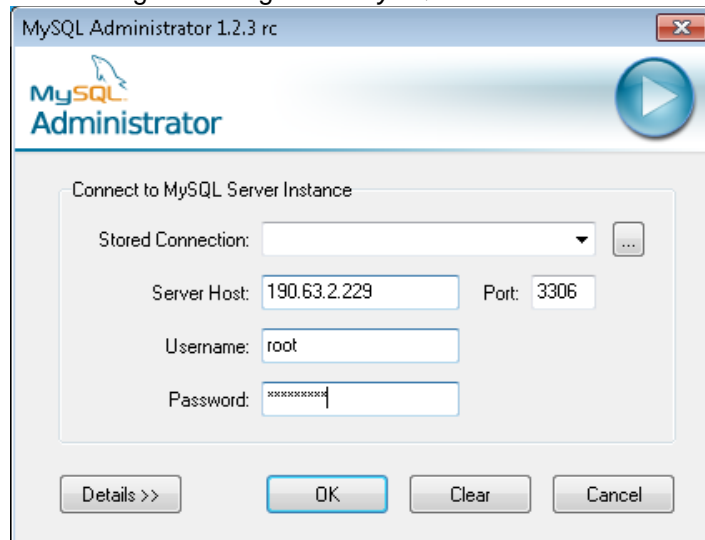 MySQL Administrator 1.2.3 rc
MySQL
Administrator
Connect to MySQL Server Instance
Stored Connection:
...
Server Host: 190.63.2.229 Port: 3306
Username: root
Password: *********
Details >> OK Clear Cancel